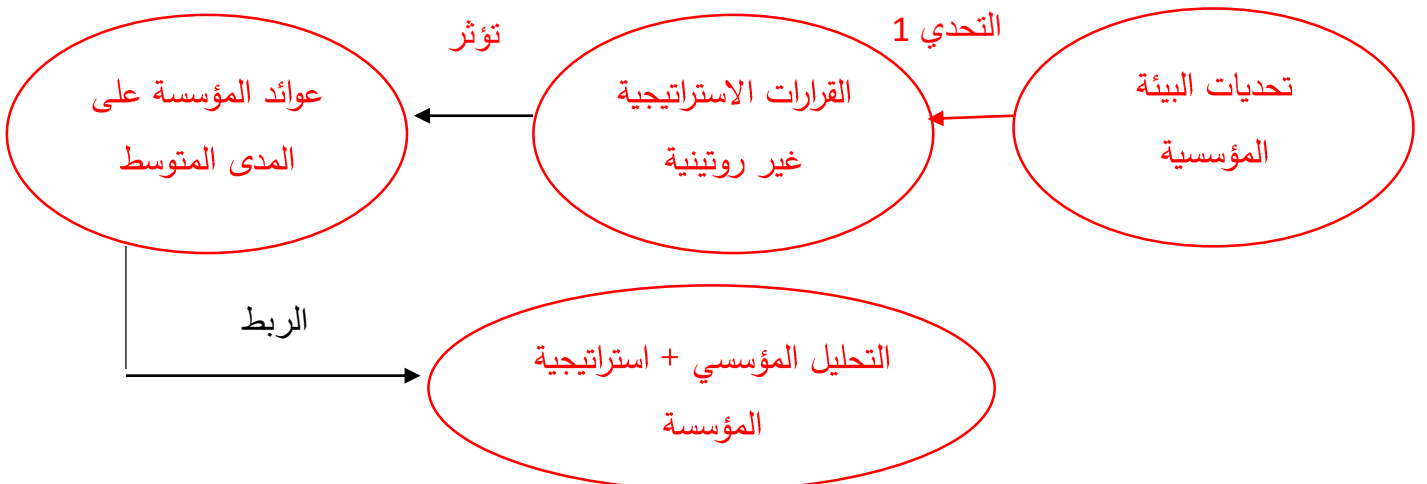 تحديات البيئة
المؤسسية
التحدي 1
القرارات الاستراتيجية
غير روتينية
تؤثر
عوائد المؤسسة على
المدى المتوسط
الربط
التحليل المؤسسي + استراتيجية
المؤسسة